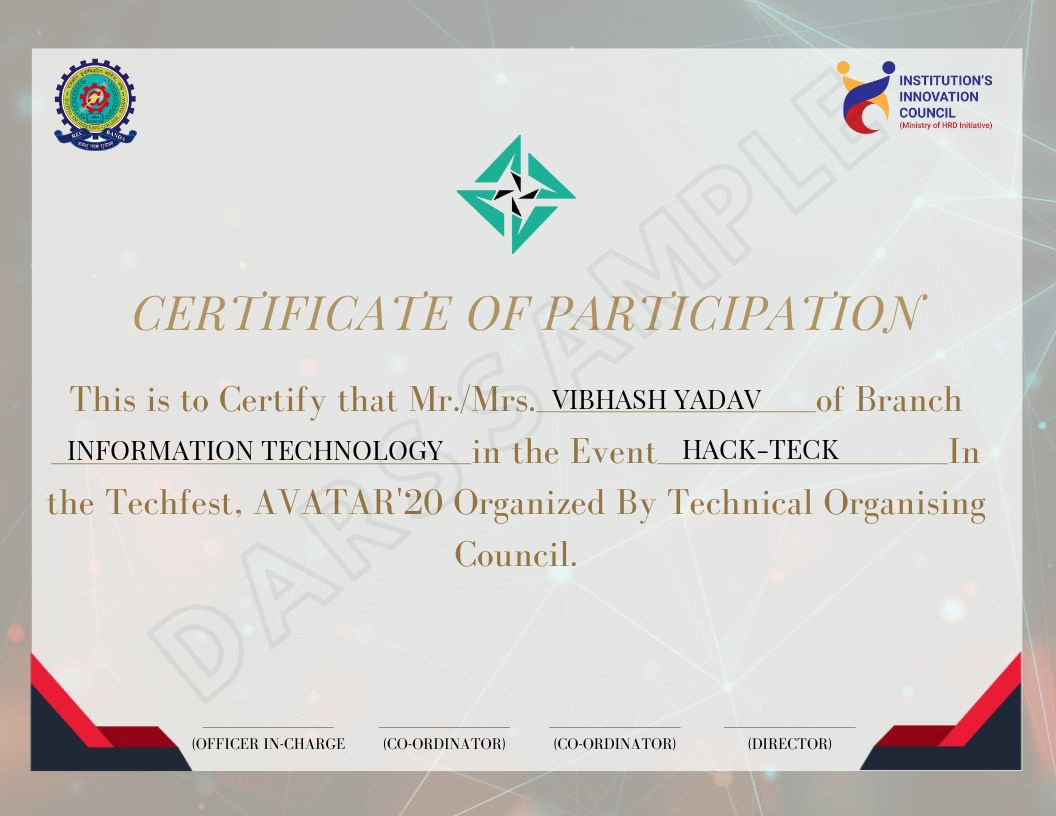 REC BANDA
INSTITUTION'S
INNOVATION
COUNCIL
(Ministry of HRD Initiative)
DARS SAMPLE
CERTIFICATE OF PARTICIPATION
This is to Certify that Mr./Mrs. VIBHASH YADAV of Branch
INFORMATION TECHNOLOGY in the Event HACK-TECK In
the Techfest, AVATAR'20 Organized By Technical Organising
Council.
(OFFICER IN-CHARGE (CO-ORDINATOR) (CO-ORDINATOR) (DIRECTOR)